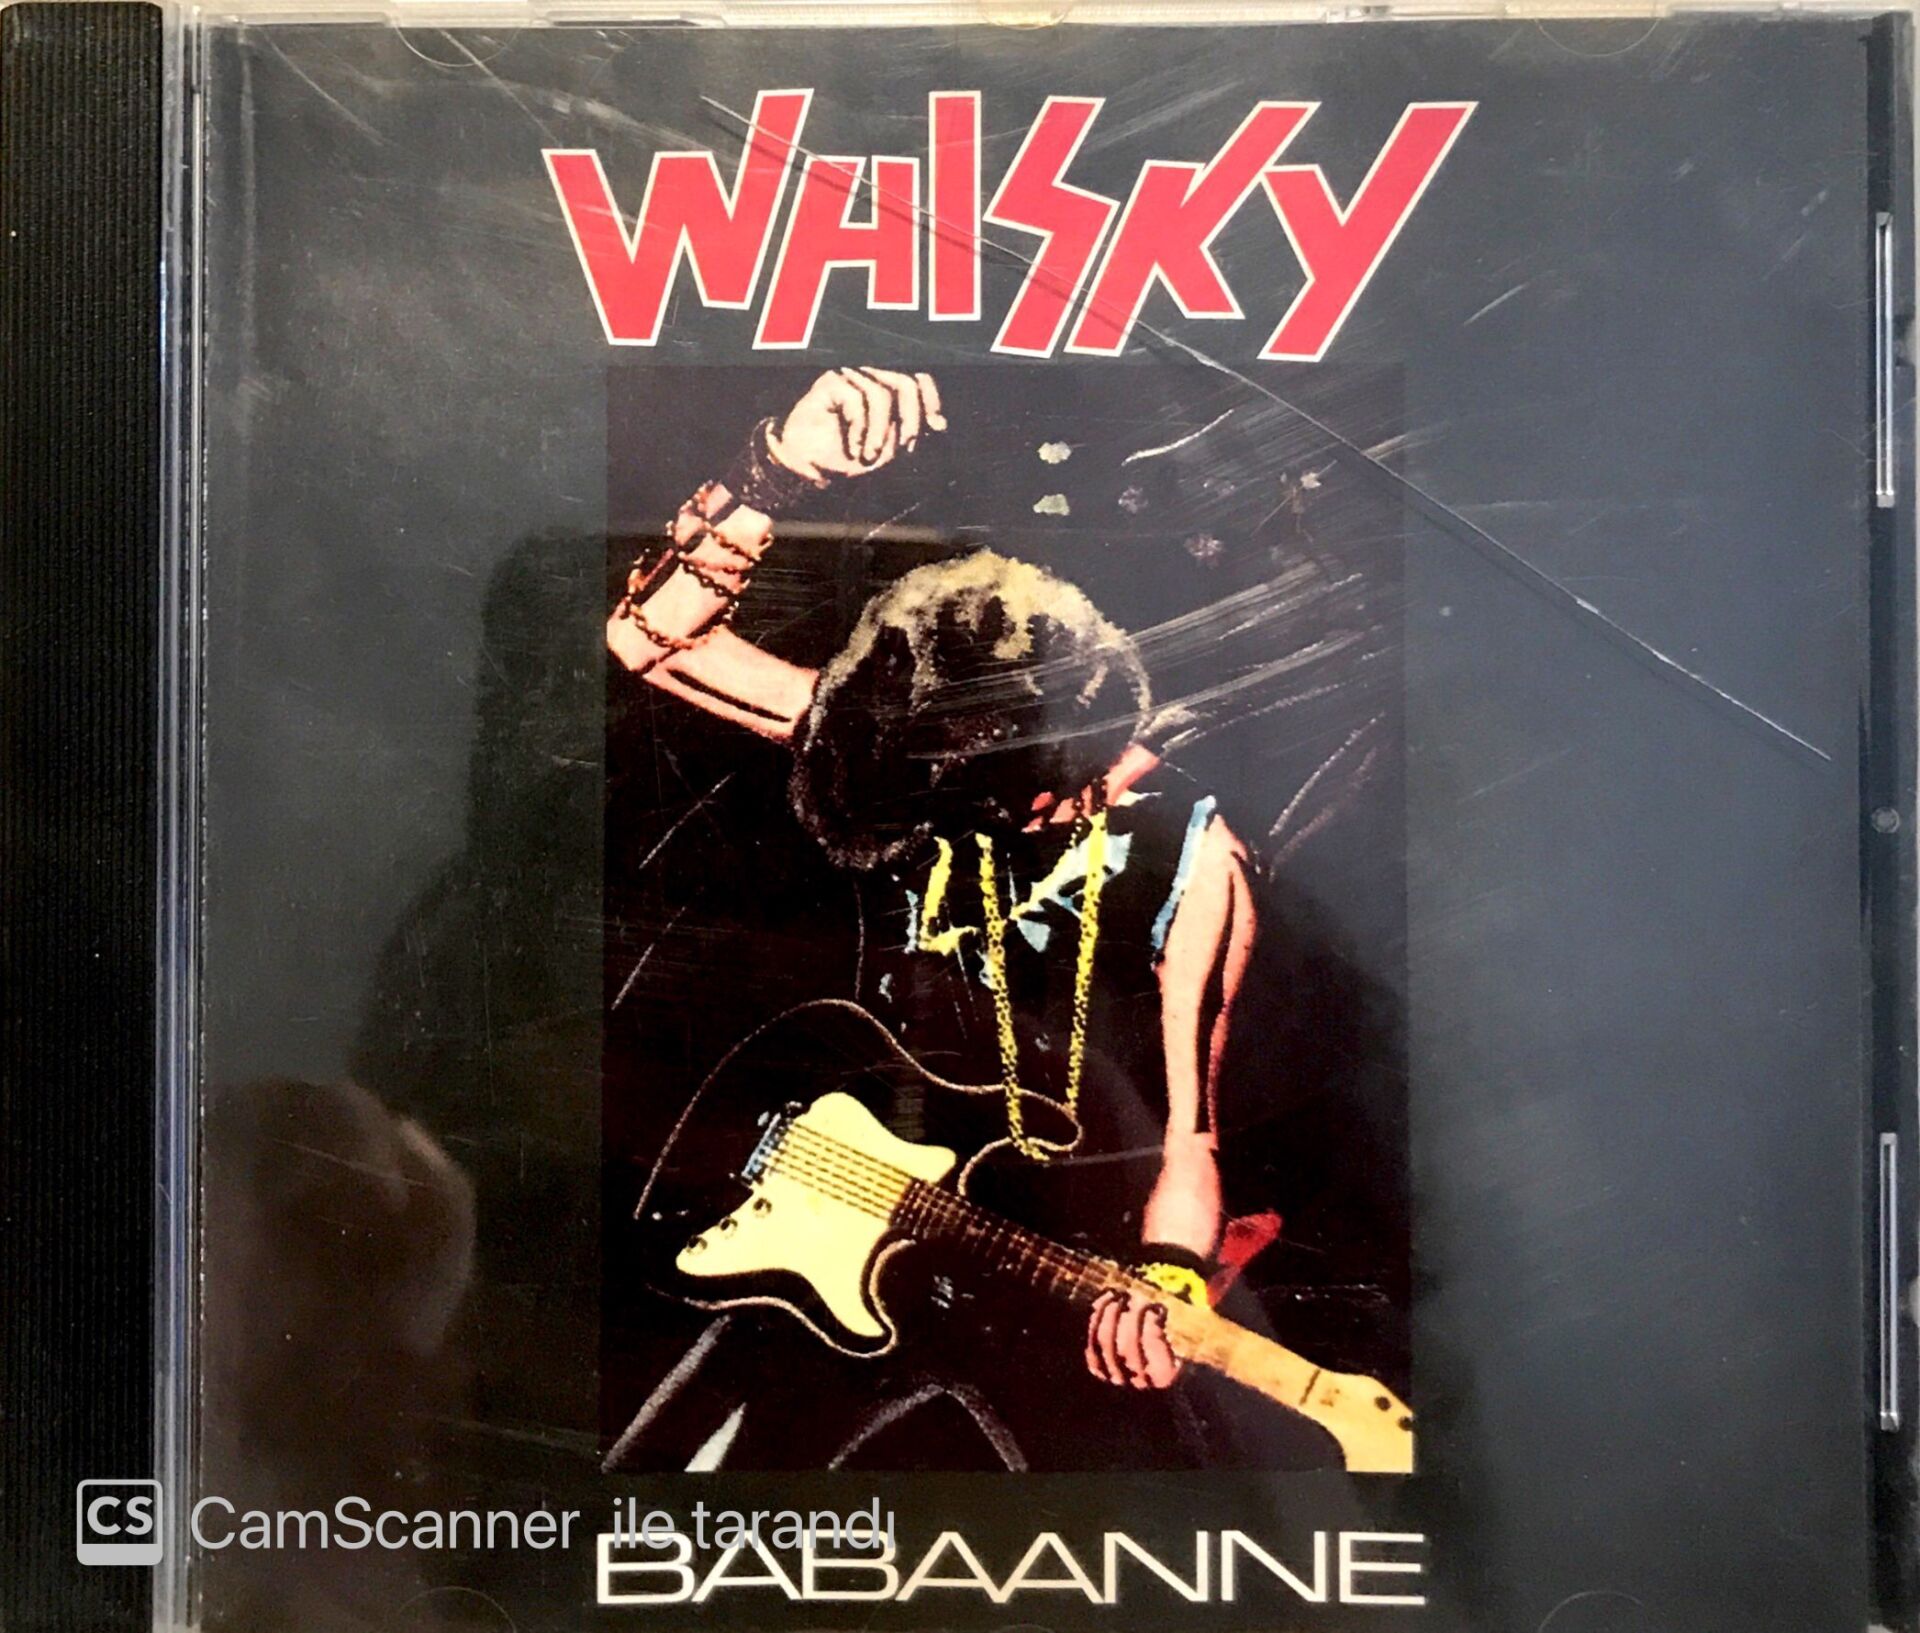 WHISKY
CS CamScanner ile tarandı
BABAANNE